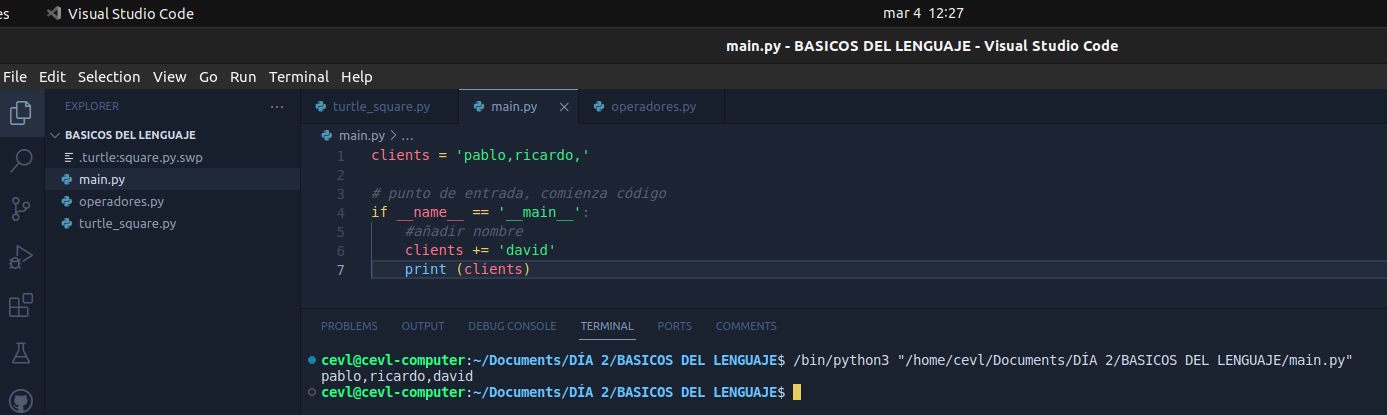 es Visual Studio Code mar 4 12:27
main.py - BASICOS DEL LENGUAJE - Visual Studio Code
File Edit Selection View Go Run Terminal Help
EXPLORER ···
BASICOS DEL LENGUAJE
.turtle:square.py.swp
main.py
operadores.py
turtle_square.py
turtle_square.py main.py operadores.py
main.py > ...
1 clients = 'pablo,ricardo,'
2
3 # punto de entrada, comienza código
4 if __name__ == '__main__':
5 #añadir nombre
6 clients += 'david'
7 print (clients)
PROBLEMS OUTPUT DEBUG CONSOLE TERMINAL PORTS COMMENTS
cevl@cevl-computer:~/Documents/DÍA 2/BASICOS DEL LENGUAJE$ /bin/python3 "/home/cevl/Documents/DÍA 2/BASICOS DEL LENGUAJE/main.py"
pablo,ricardo,david
cevl@cevl-computer:~/Documents/DÍA 2/BASICOS DEL LENGUAJE$